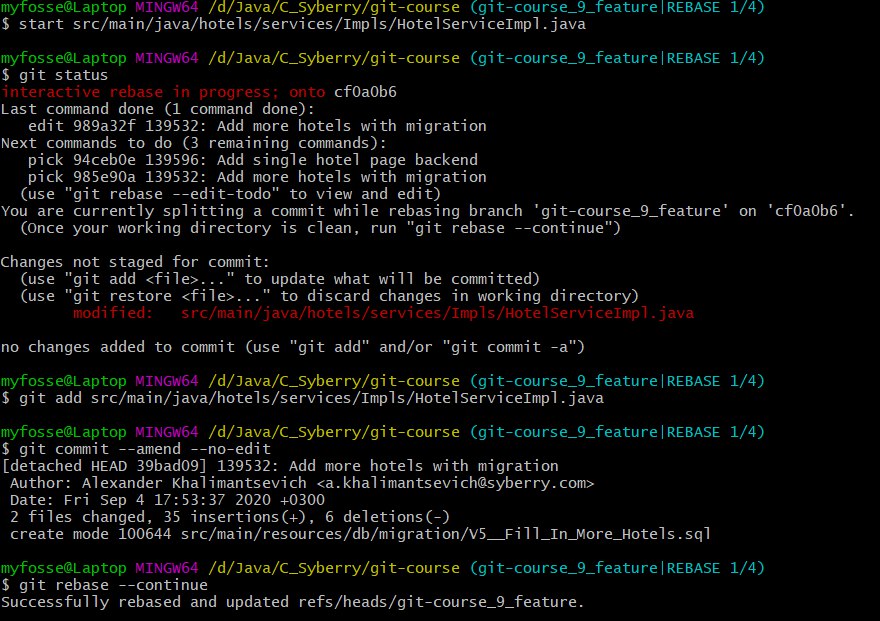 myfosse@Laptop MINGW64 /d/Java/C_Syberry/git-course (git-course_9_feature|REBASE 1/4)
$ start src/main/java/hotels/services/Impls/HotelServiceImpl.java
myfosse@Laptop MINGW64 /d/Java/C_Syberry/git-course (git-course_9_feature|REBASE 1/4)
$ git status
interactive rebase in progress; onto cf0a0b6
Last command done (1 command done):
   edit 989a32f 139532: Add more hotels with migration
Next commands to do (3 remaining commands):
   pick 94ceb0e 139596: Add single hotel page backend
   pick 985e90a 139532: Add more hotels with migration
  (use "git rebase --edit-todo" to view and edit)
You are currently splitting a commit while rebasing branch 'git-course_9_feature' on 'cf0a0b6'.
  (Once your working directory is clean, run "git rebase --continue")
Changes not staged for commit:
  (use "git add <file>..." to update what will be committed)
  (use "git restore <file>..." to discard changes in working directory)
        modified:   src/main/java/hotels/services/Impls/HotelServiceImpl.java
no changes added to commit (use "git add" and/or "git commit -a")
myfosse@Laptop MINGW64 /d/Java/C_Syberry/git-course (git-course_9_feature|REBASE 1/4)
$ git add src/main/java/hotels/services/Impls/HotelServiceImpl.java
myfosse@Laptop MINGW64 /d/Java/C_Syberry/git-course (git-course_9_feature|REBASE 1/4)
$ git commit --amend --no-edit
[detached HEAD 39bad09] 139532: Add more hotels with migration
 Author: Alexander Khalimantsevich <a.khalimantsevich@syberry.com>
 Date: Fri Sep 4 17:53:37 2020 +0300
 2 files changed, 35 insertions(+), 6 deletions(-)
 create mode 100644 src/main/resources/db/migration/V5__Fill_In_More_Hotels.sql
myfosse@Laptop MINGW64 /d/Java/C_Syberry/git-course (git-course_9_feature|REBASE 1/4)
$ git rebase --continue
Successfully rebased and updated refs/heads/git-course_9_feature.